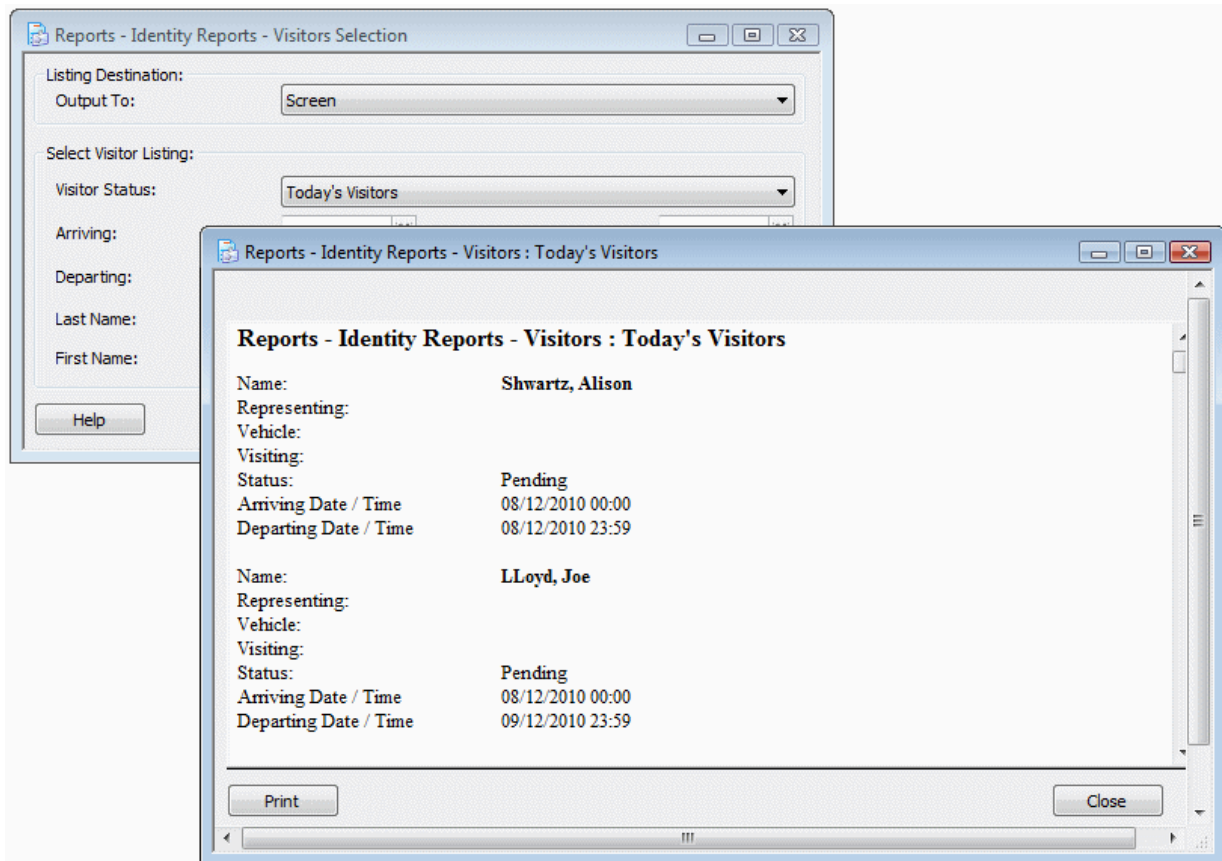 Reports - Identity Reports - Visitors Selection
Listing Destination:
Output To: Screen
Select Visitor Listing:
Visitor Status: Today's Visitors
Arriving:
Departing:
Last Name:
First Name:
Help
Reports - Identity Reports - Visitors : Today's Visitors
Reports - Identity Reports - Visitors : Today's Visitors
Name: Shwartz, Alison
Representing:
Vehicle:
Visiting:
Status: Pending
Arriving Date / Time 08/12/2010 00:00
Departing Date / Time 08/12/2010 23:59
Name: LLoyd, Joe
Representing:
Vehicle:
Visiting:
Status: Pending
Arriving Date / Time 08/12/2010 00:00
Departing Date / Time 09/12/2010 23:59
Print Close